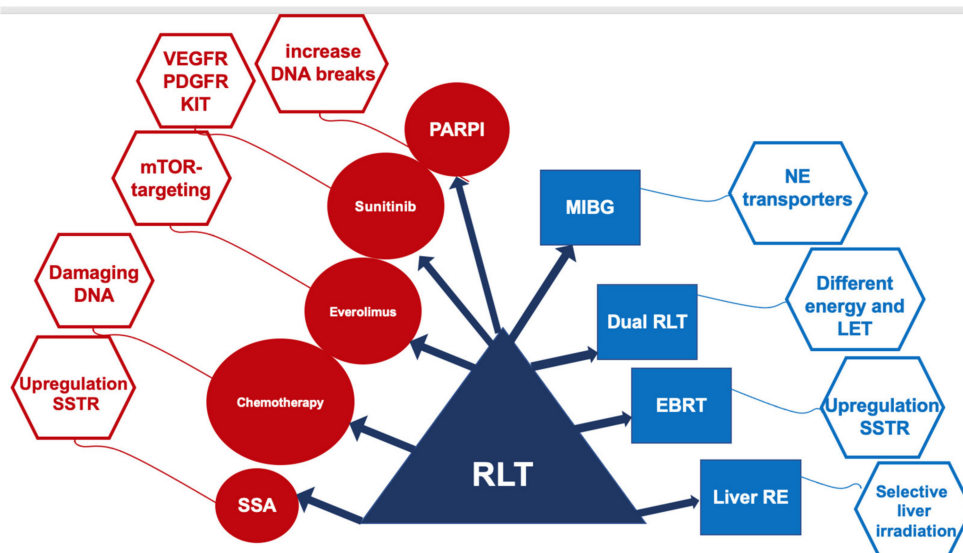 VEGFR
PDGFR
KIT
increase
DNA breaks
PARPI
mTOR-
targeting
Sunitinib
MIBG
NE
transporters
Damaging
DNA
Everolimus
Dual RLT
Different
energy and
LET
Upregulation
SSTR
Chemotherapy
EBRT
Upregulation
SSTR
SSA
RLT
Liver RE
Selective
liver
irradiation